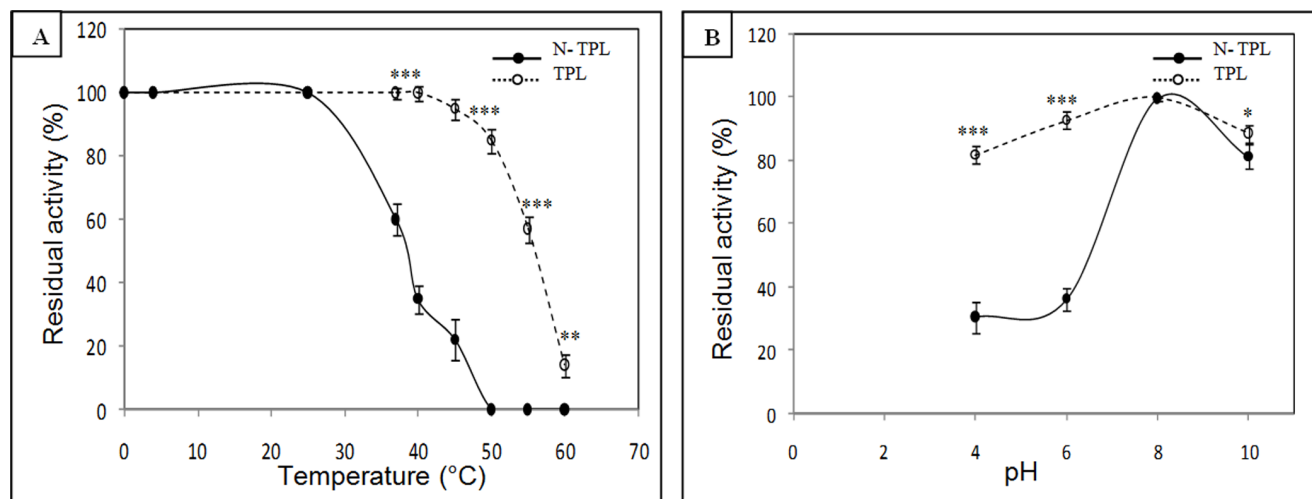 A
N- TPL
TPL
120
100
80
60
40
20
0
Residual activity (%)
***
***
***
**
0 10 20 30 40 50 60 70
Temperature (°C)
B
N- TPL
TPL
120
100
80
60
40
20
0
Residual activity (%)
***
***
*
0 2 4 6 8 10
pH